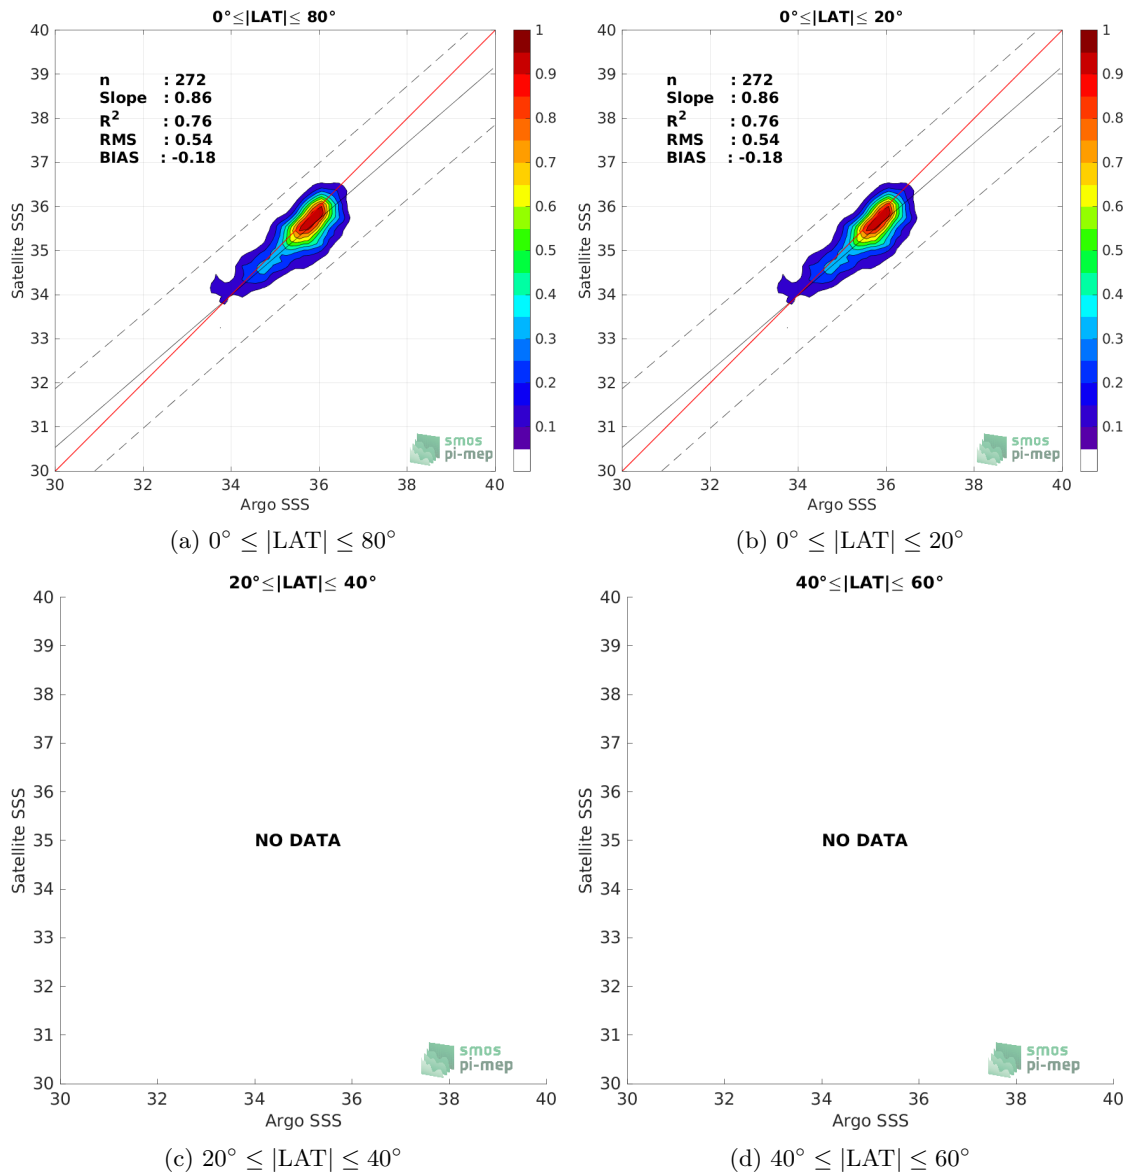 0°≤|LAT|≤ 80°
40
39
38
37
36
35
34
33
32
31
30
Satellite SSS
n : 272
Slope : 0.86
R² : 0.76
RMS : 0.54
BIAS : -0.18
1
0.9
0.8
0.7
0.6
0.5
0.4
0.3
0.2
0.1
smos
pi-mep
30 32 34 36 38 40
Argo SSS
(a) 0° ≤ |LAT| ≤ 80°
0°≤|LAT|≤ 20°
40
39
38
37
36
35
34
33
32
31
30
Satellite SSS
n : 272
Slope : 0.86
R² : 0.76
RMS : 0.54
BIAS : -0.18
1
0.9
0.8
0.7
0.6
0.5
0.4
0.3
0.2
0.1
smos
pi-mep
30 32 34 36 38 40
Argo SSS
(b) 0° ≤ |LAT| ≤ 20°
20°≤|LAT|≤ 40°
40
39
38
37
36
35
34
33
32
31
30
Satellite SSS
NO DATA
smos
pi-mep
30 32 34 36 38 40
Argo SSS
(c) 20° ≤ |LAT| ≤ 40°
40°≤|LAT|≤ 60°
40
39
38
37
36
35
34
33
32
31
30
Satellite SSS
NO DATA
smos
pi-mep
30 32 34 36 38 40
Argo SSS
(d) 40° ≤ |LAT| ≤ 60°